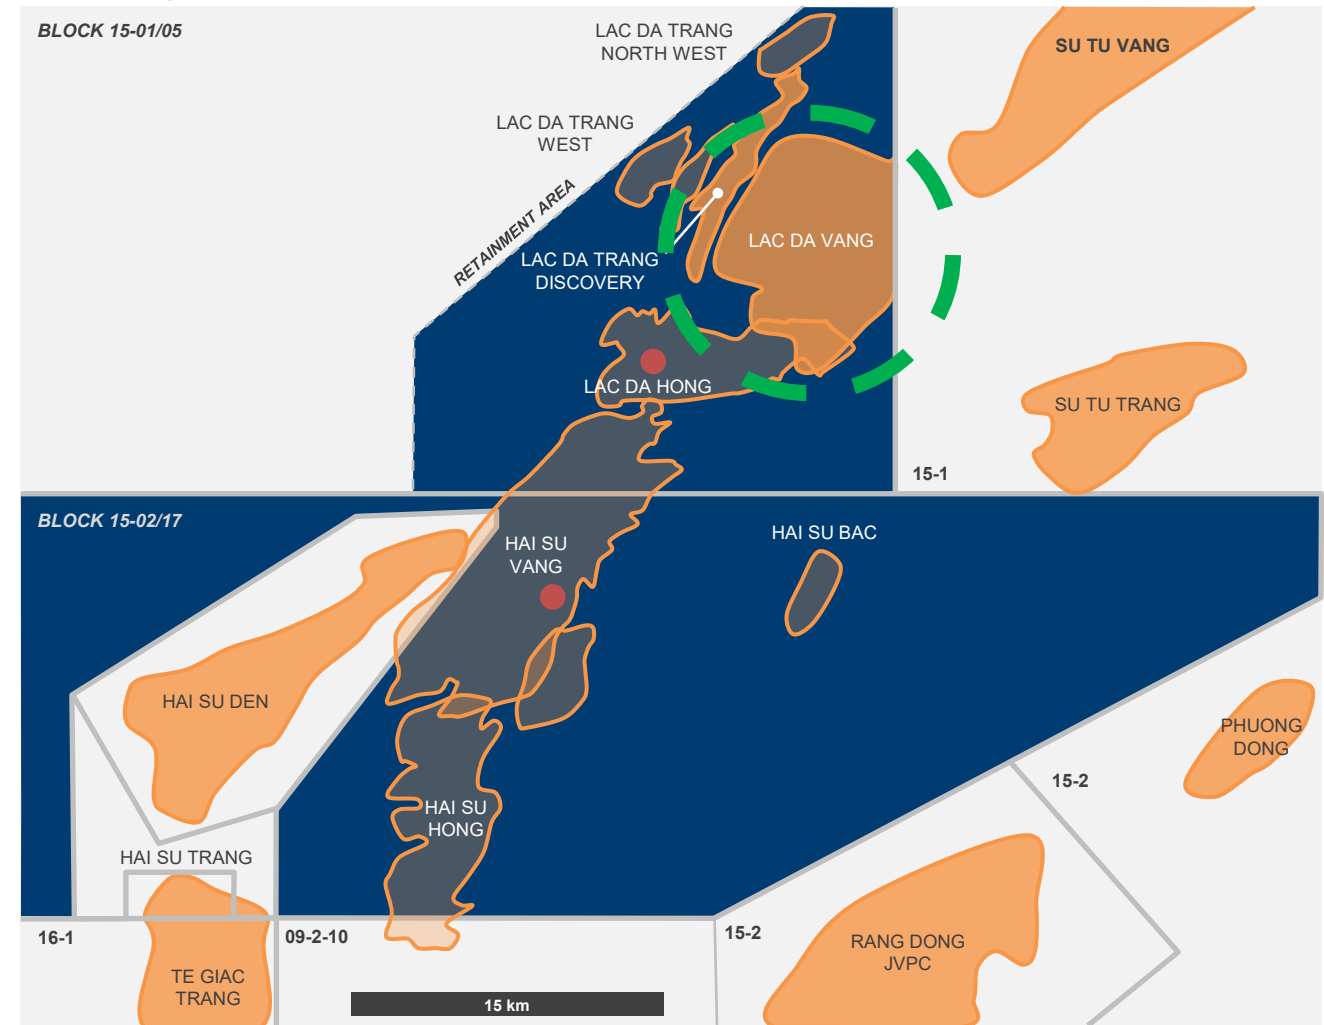 BLOCK 15-01/05
LAC DA TRANG
NORTH WEST
SU TU VANG
LAC DA TRANG
WEST
RETAINMENT AREA
LAC DA VANG
LAC DA TRANG
DISCOVERY
LAC DA HONG
SU TU TRANG
15-1
BLOCK 15-02/17
HAI SU
VANG
HAI SU BAC
HAI SU DEN
PHUONG
DONG
15-2
HAI SU
HONG
HAI SU TRANG
16-1
09-2-10
15-2
RANG DONG
JVPC
TE GIAC
TRANG
15 km